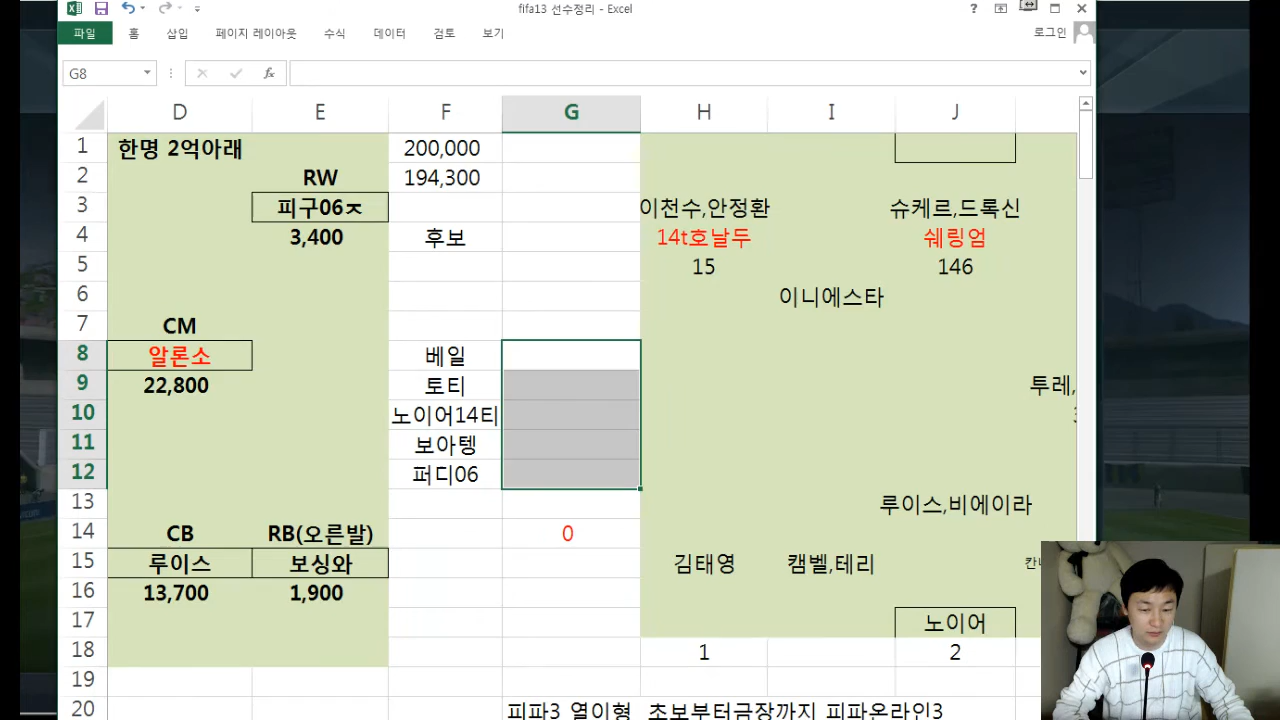 fifa13 선수정리 - Excel
파일 홈 삽입 페이지 레이아웃 수식 데이터 검토 보기 로그인
G8
D E F G H I J
1 한명 2억아래 200,000
2 RW 194,300
3 피구06ㅈ 이천수,안정환 슈케르,드록신
4 3,400 후보 14t호날두 쉐링엄
5 15 146
6 이니에스타
7 CM
8 알론소 베일
9 22,800 토티 투레,
10 노이어14티
11 보아텡
12 퍼디06
13 루이스,비에이라
14 CB RB(오른발) 0
15 루이스 보싱와 김태영 캠벨,테리
16 13,700 1,900
17 노이어
18 1 2
19
20 피파3 열이형 초보부터금장까지 피파온라인3